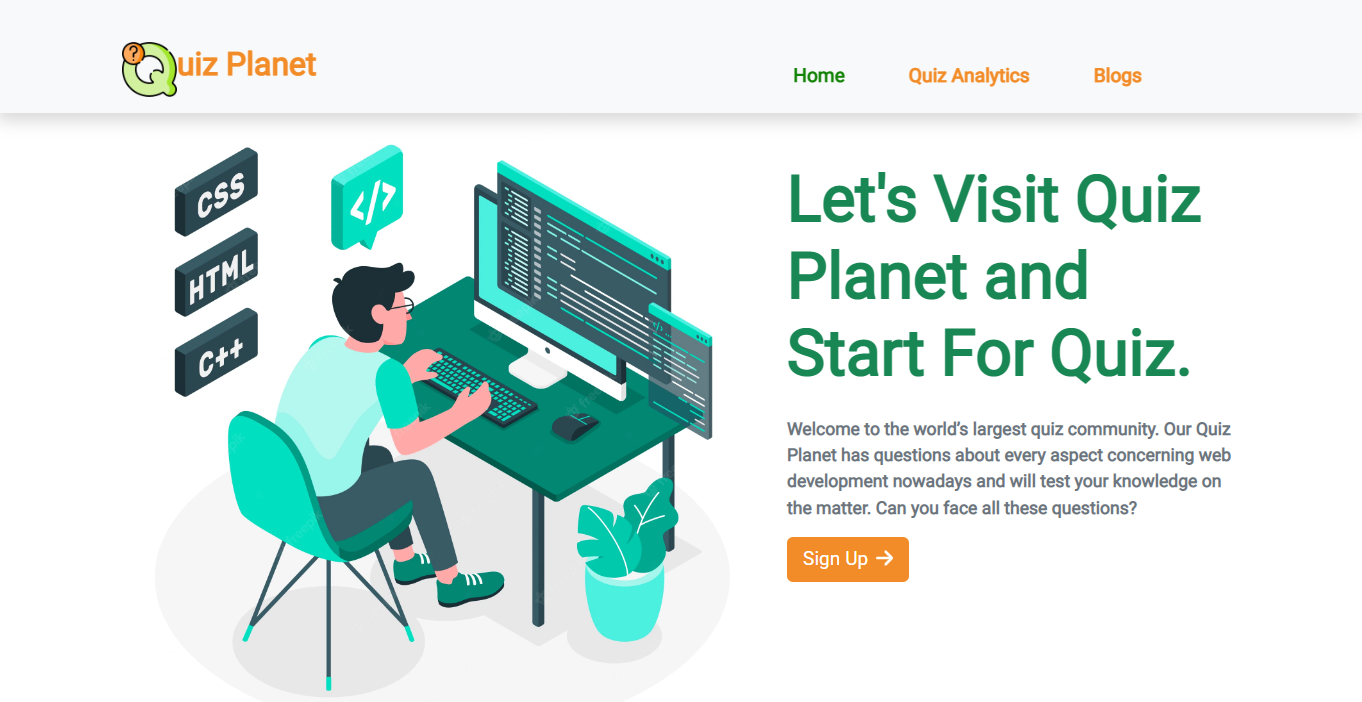 ? Quiz Planet
Home Quiz Analytics Blogs
CSS
</>
HTML
C++
Let's Visit Quiz
Planet and
Start For Quiz.
Welcome to the world’s largest quiz community. Our Quiz
Planet has questions about every aspect concerning web
development nowadays and will test your knowledge on
the matter. Can you face all these questions?
Sign Up →